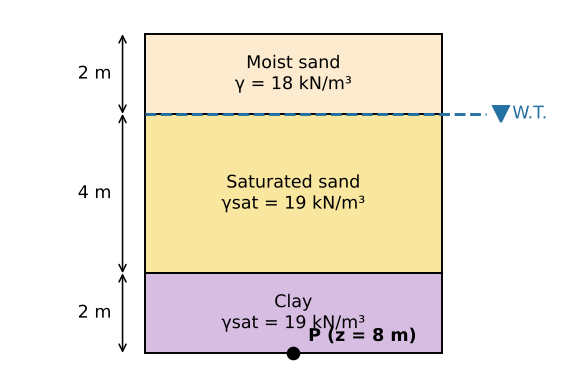 2 m
Moist sand
γ = 18 kN/m³
W.T.
4 m
Saturated sand
γsat = 19 kN/m³
2 m
Clay
γsat = 19 kN/m³
P (z = 8 m)